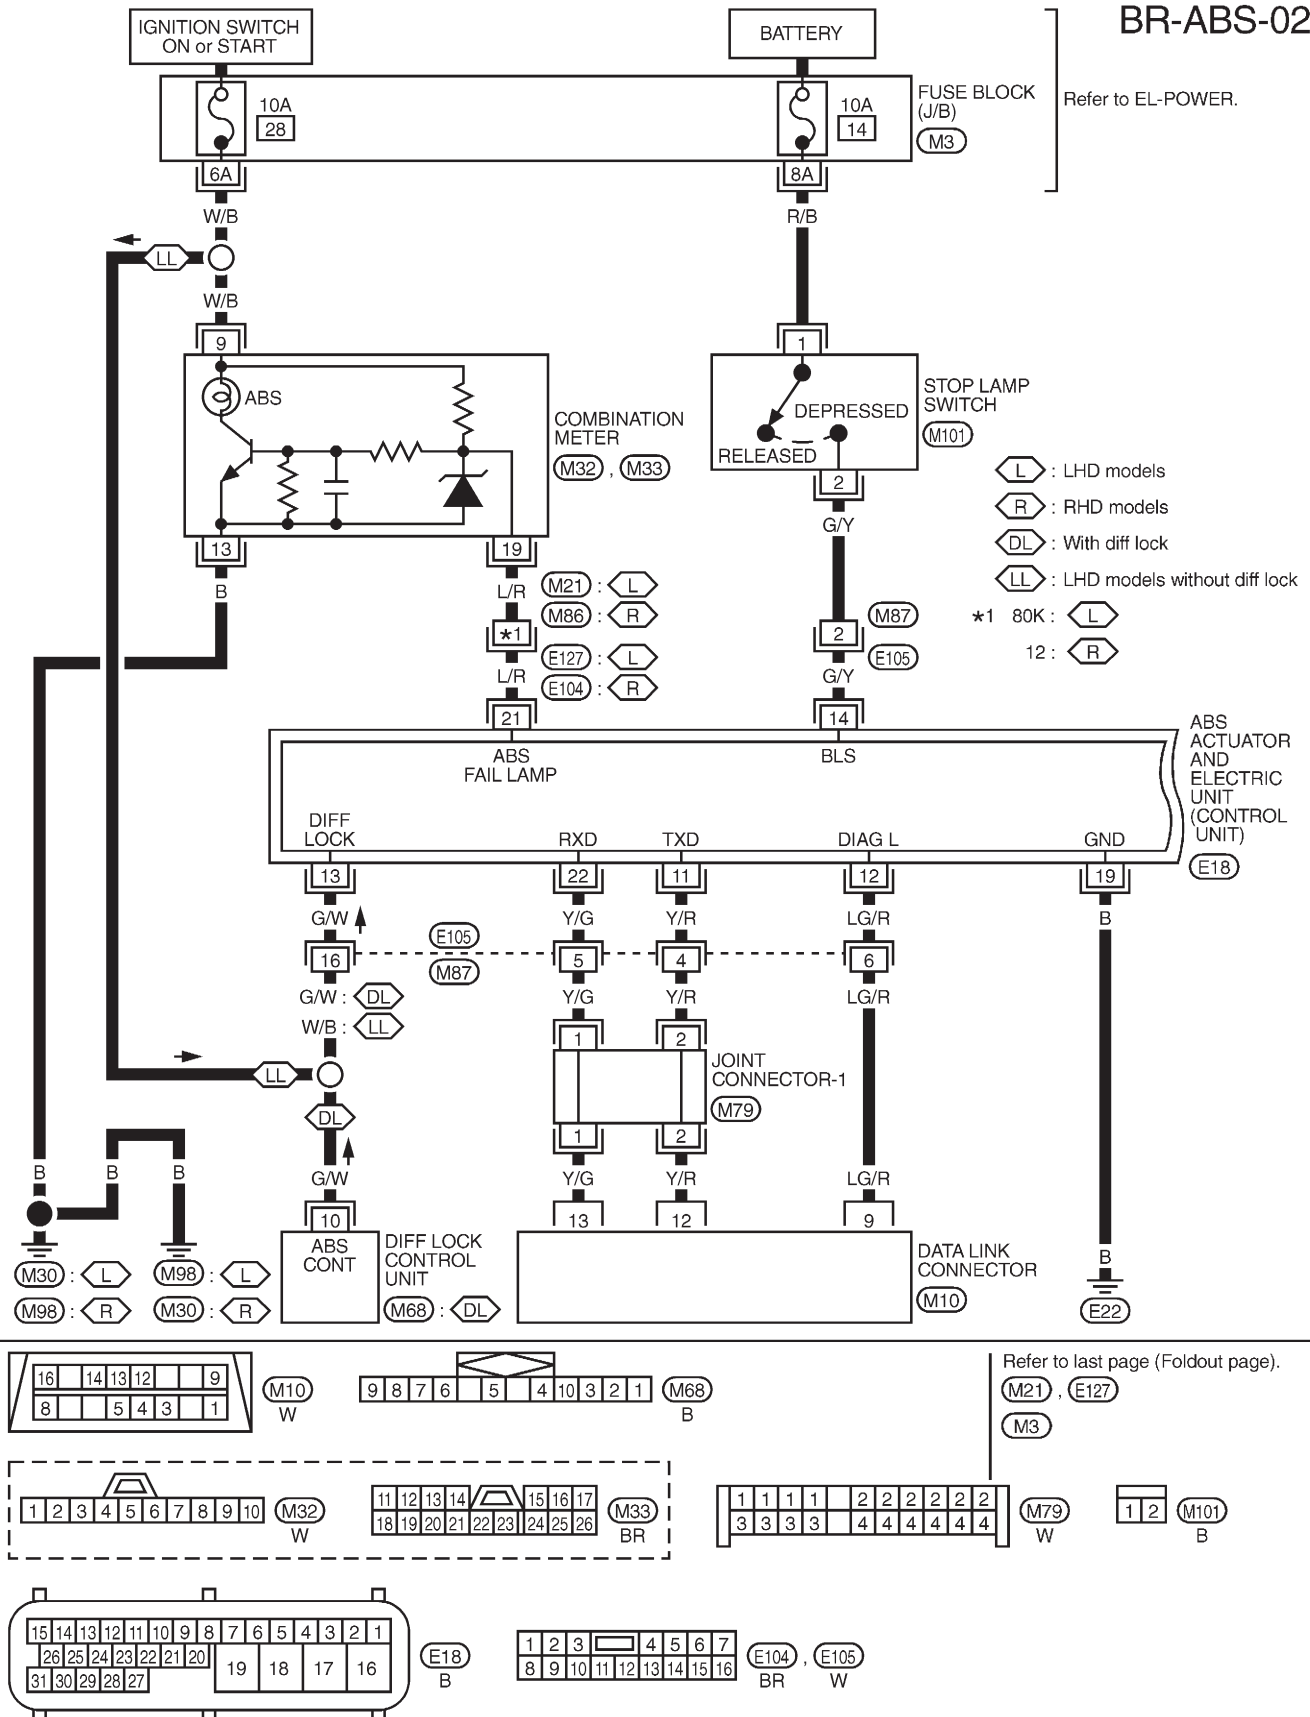 BR-ABS-02
IGNITION SWITCH
ON or START
BATTERY
10A
28
10A
14
FUSE BLOCK
(J/B)
M3
Refer to EL-POWER.
6A
8A
W/B
R/B
LL
W/B
9
1
ABS
COMBINATION
METER
M32 , M33
DEPRESSED
RELEASED
STOP LAMP
SWITCH
M101
2
G/Y
L : LHD models
R : RHD models
DL : With diff lock
LL : LHD models without diff lock
★1 80K : L
12 : R
13
19
B
L/R
M21 : L
M86 : R
★1
E127 : L
E104 : R
L/R
M87
2
E105
G/Y
21
14
ABS
FAIL LAMP
BLS
ABS
ACTUATOR
AND
ELECTRIC
UNIT
(CONTROL
UNIT)
E18
DIFF
LOCK
RXD
TXD
DIAG L
GND
13
22
11
12
19
G/W
Y/G
Y/R
LG/R
B
E105
16
5
4
6
M87
G/W : DL
W/B : LL
Y/G
Y/R
LG/R
1
2
LL
JOINT
CONNECTOR-1
M79
DL
1
2
B
B
B
G/W
Y/G
Y/R
LG/R
10
13
12
9
ABS
CONT
DIFF LOCK
CONTROL
UNIT
M68 : DL
DATA LINK
CONNECTOR
M10
B
E22
M30 : L
M98 : L
M98 : R
M30 : R
16 14 13 12 9
8 5 4 3 1
M10
W
9 8 7 6 5 4 10 3 2 1
M68
B
Refer to last page (Foldout page).
M21 , E127
M3
1 2 3 4 5 6 7 8 9 10
M32
W
11 12 13 14 15 16 17
18 19 20 21 22 23 24 25 26
M33
BR
1 1 1 1 2 2 2 2 2 2
3 3 3 3 4 4 4 4 4 4
M79
W
1 2
M101
B
15 14 13 12 11 10 9 8 7 6 5 4 3 2 1
26 25 24 23 22 21 20
19 18 17 16
31 30 29 28 27
E18
B
1 2 3 4 5 6 7
8 9 10 11 12 13 14 15 16
E104 , E105
BR W